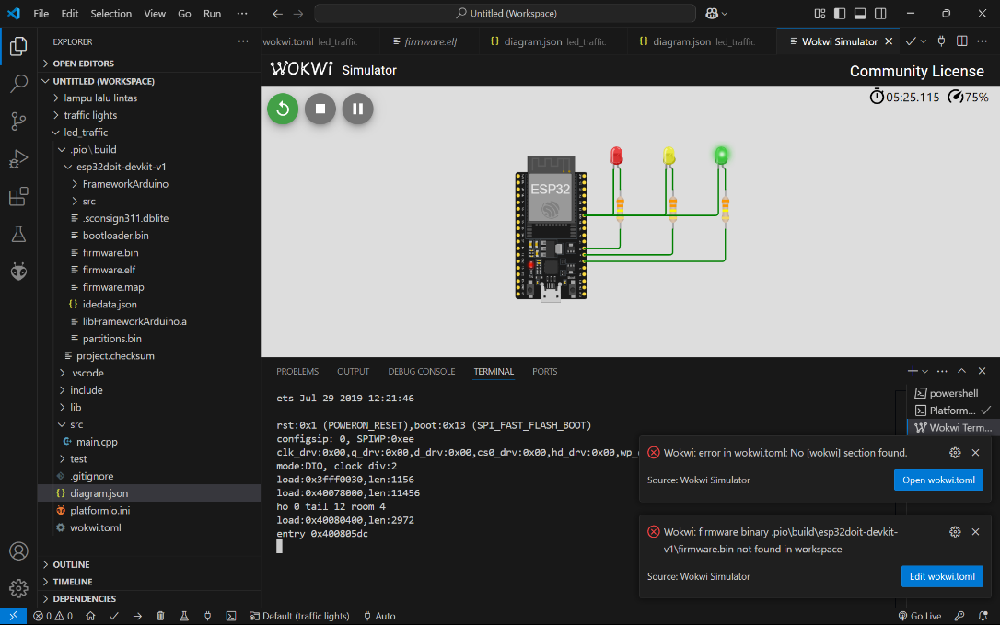 File Edit Selection View Go Run ··· Untitled (Workspace)
EXPLORER ···
wokwi.toml led_traffic firmware.elf {} diagram.json led_traffic {} diagram.json led_traffic Wokwi Simulator ···
OPEN EDITORS
UNTITLED (WORKSPACE)
lampu lalu lintas
traffic lights
led_traffic
.pio \ build
esp32doit-devkit-v1
FrameworkArduino
src
.sconsign311.dblite
bootloader.bin
firmware.bin
firmware.elf
firmware.map
{} idedata.json
libFrameworkArduino.a
partitions.bin
project.checksum
.vscode
include
lib
src
main.cpp
test
.gitignore
{} diagram.json
platformio.ini
wokwi.toml
OUTLINE
TIMELINE
DEPENDENCIES
WOKWI Simulator Community License
05:25.115 75%
ESP32
PROBLEMS OUTPUT DEBUG CONSOLE TERMINAL PORTS
ets Jul 29 2019 12:21:46
rst:0x1 (POWERON_RESET),boot:0x13 (SPI_FAST_FLASH_BOOT)
configsip: 0, SPIWP:0xee
clk_drv:0x00,q_drv:0x00,d_drv:0x00,cs0_drv:0x00,hd_drv:0x00,wp_
mode:DIO, clock div:2
load:0x3fff0030,len:1156
load:0x40078000,len:11456
ho 0 tail 12 room 4
load:0x40080400,len:2972
entry 0x400805dc
powershell
Platform...
Wokwi Term...
Wokwi: error in wokwi.toml: No [wokwi] section found.
Source: Wokwi Simulator
Open wokwi.toml
Wokwi: firmware binary .pio\build\esp32doit-devkit-
v1\firmware.bin not found in workspace
Source: Wokwi Simulator
Edit wokwi.toml
0 0 Default (traffic lights) Auto Go Live